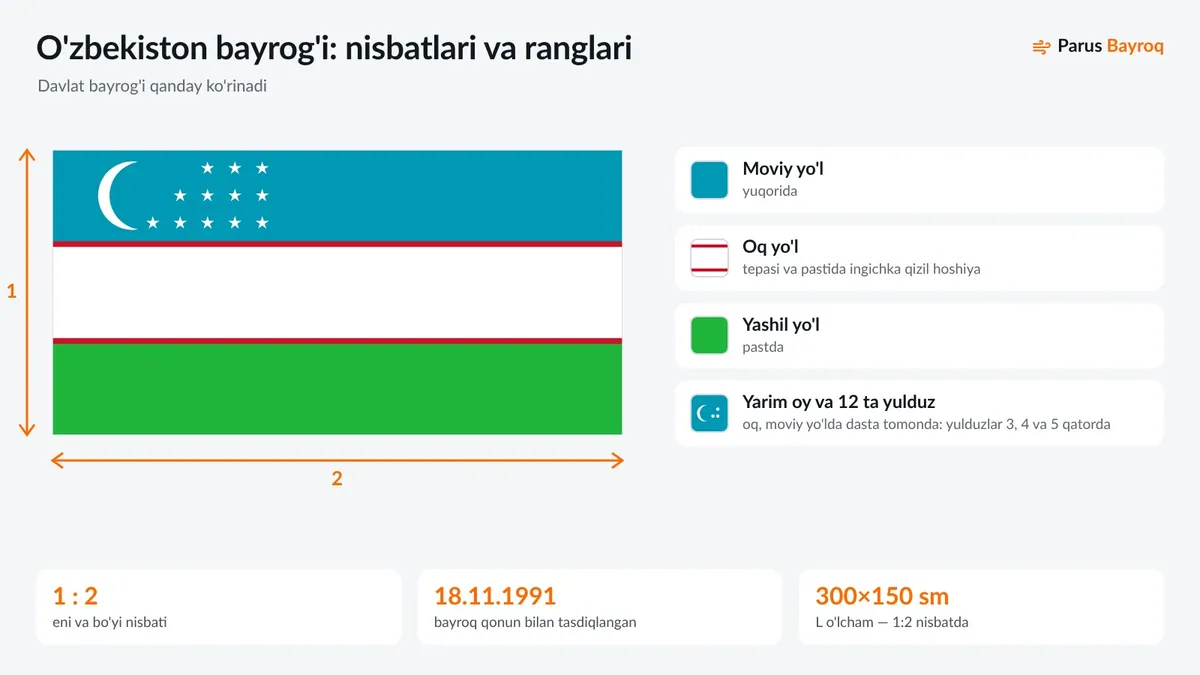 O'zbekiston bayrog'i: nisbatlari va ranglari
Parus Bayroq
Davlat bayrog'i qanday ko'rinadi
1
2
Moviy yo'l
yuqorida
Oq yo'l
tepasi va pastida ingichka qizil hoshiya
Yashil yo'l
pastda
Yarim oy va 12 ta yulduz
oq, moviy yo'lda dasta tomonda: yulduzlar 3, 4 va 5 qatorda
1 : 2
eni va bo'yi nisbati
18.11.1991
bayroq qonun bilan tasdiqlangan
300×150 sm
L o'lcham — 1:2 nisbatda